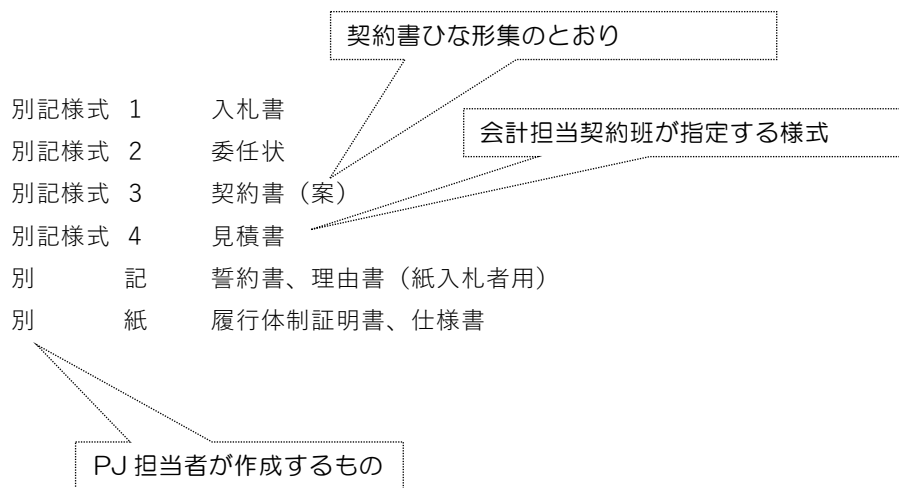 契約書ひな形集のとおり
別記様式 1 入札書
会計担当契約班が指定する様式
別記様式 2 委任状
別記様式 3 契約書（案）
別記様式 4 見積書
別 記 誓約書、理由書（紙入札者用）
別 紙 履行体制証明書、仕様書
PJ 担当者が作成するもの